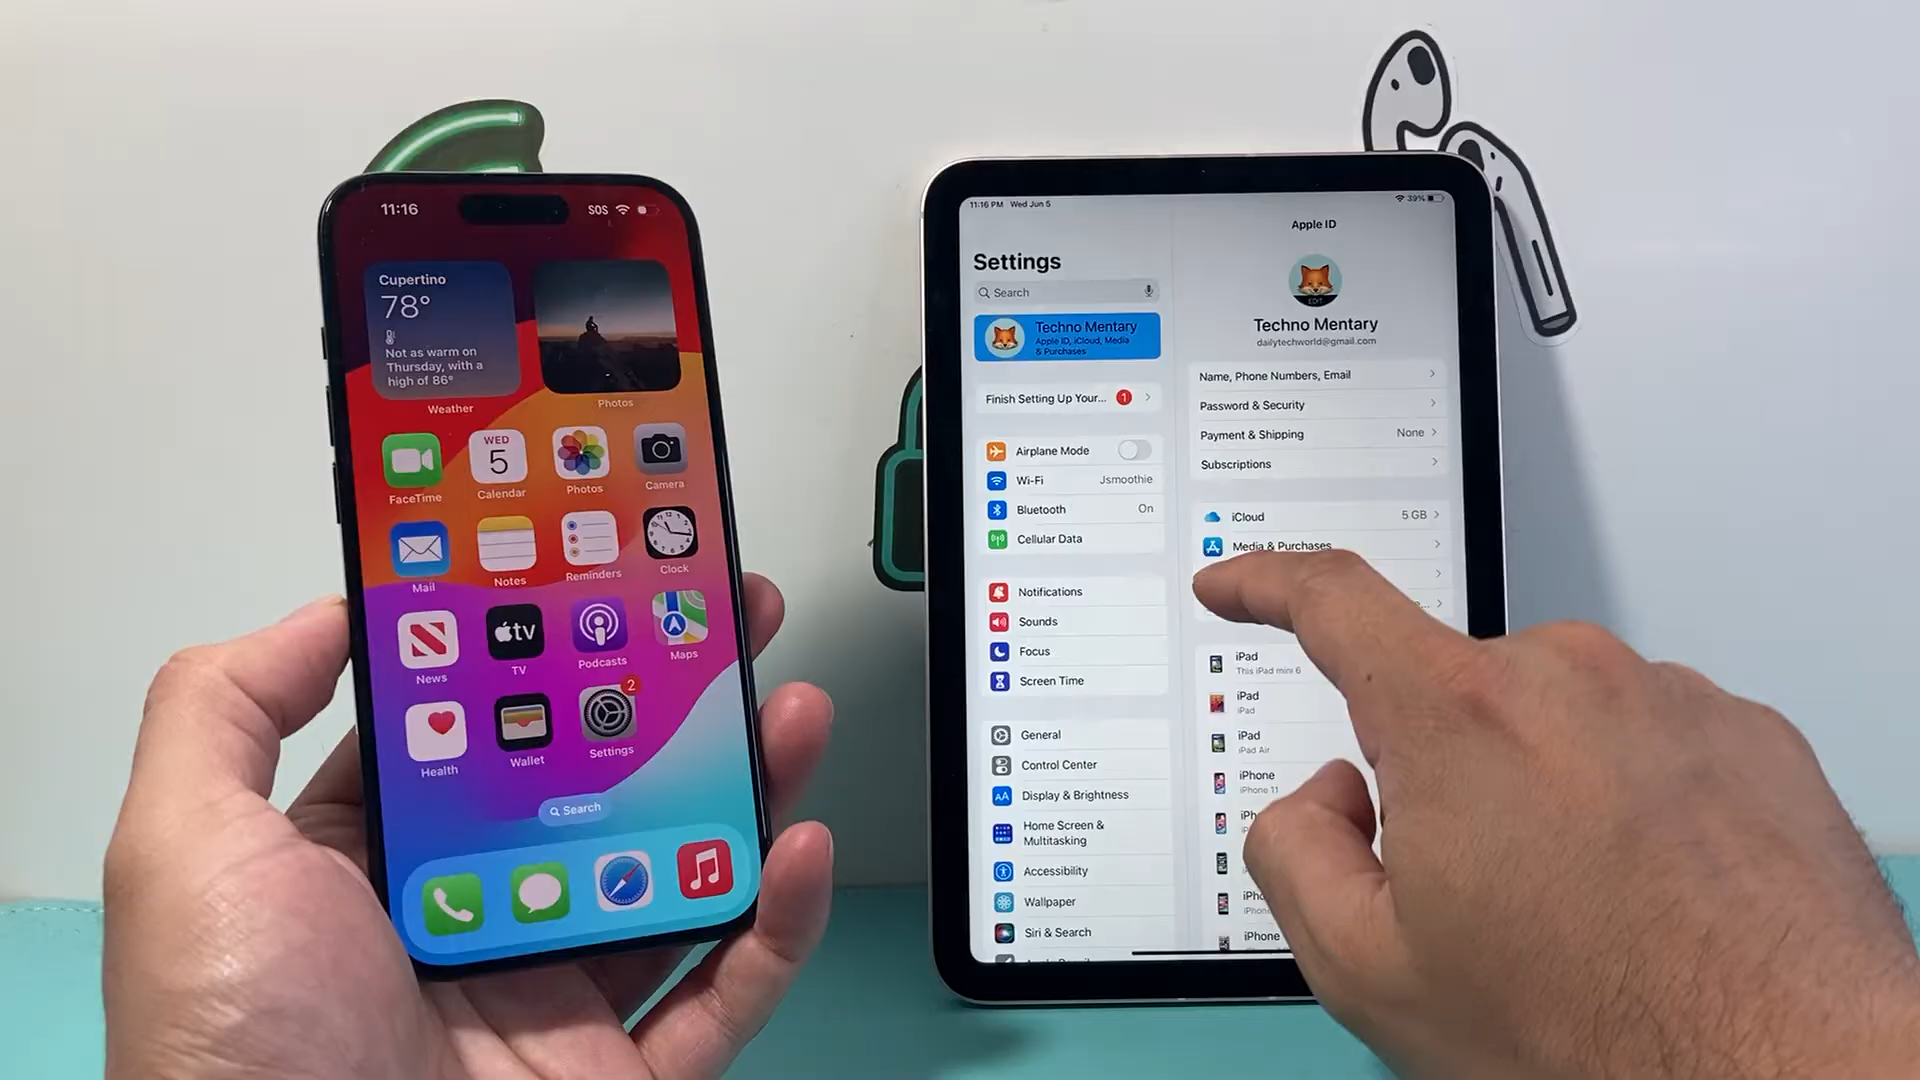 11:16
SOS
Cupertino
78°
Not as warm on
Thursday, with a
high of 86°
Weather
Photos
FaceTime
WED
5
Calendar
Photos
Camera
Mail
Notes
Reminders
Clock
News
tv
TV
Podcasts
Maps
Health
Wallet
2
Settings
Search
11:16 PM Wed Jun 5
39%
Settings
Search
Techno Mentary
Apple ID, iCloud, Media
& Purchases
Finish Setting Up Your... 1
Airplane Mode
Wi-Fi Jsmoothie
Bluetooth On
Cellular Data
Notifications
Sounds
Focus
Screen Time
General
Control Center
AA Display & Brightness
Home Screen &
Multitasking
Accessibility
Wallpaper
Siri & Search
Apple ID
EDIT
Techno Mentary
dailytechworld@gmail.com
Name, Phone Numbers, Email
Password & Security
Payment & Shipping None
Subscriptions
iCloud 5 GB
Media & Purchases
iPad
This iPad mini 6
iPad
iPad
iPad
iPad Air
iPhone
iPhone 11
iPhone